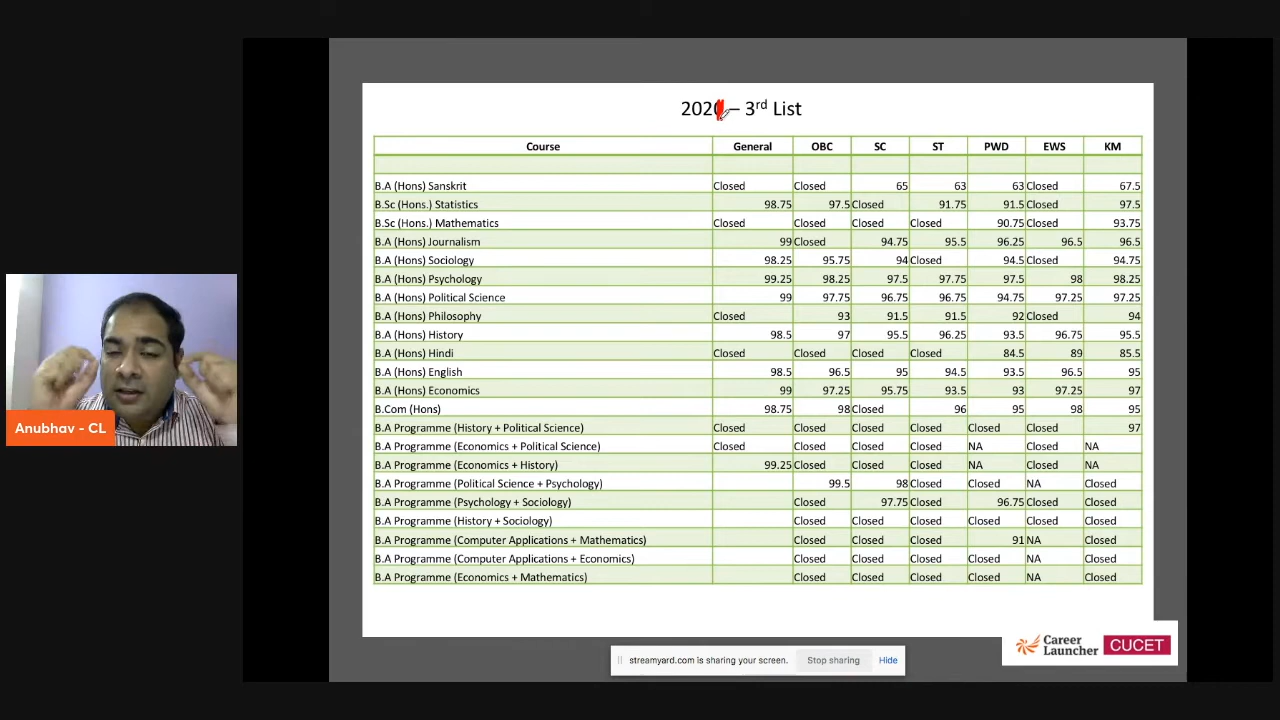 2020 – 3rd List
Course General OBC SC ST PWD EWS KM
B.A (Hons) Sanskrit Closed Closed 65 63 63 Closed 67.5
B.Sc (Hons.) Statistics 98.75 97.5 Closed 91.75 91.5 Closed 97.5
B.Sc (Hons.) Mathematics Closed Closed Closed Closed 90.75 Closed 93.75
B.A (Hons) Journalism 99 Closed 94.75 95.5 96.25 96.5 96.5
B.A (Hons) Sociology 98.25 95.75 94 Closed 94.5 Closed 94.75
B.A (Hons) Psychology 99.25 98.25 97.5 97.75 97.5 98 98.25
B.A (Hons) Political Science 99 97.75 96.75 96.75 94.75 97.25 97.25
B.A (Hons) Philosophy Closed 93 91.5 91.5 92 Closed 94
B.A (Hons) History 98.5 97 95.5 96.25 93.5 96.75 95.5
B.A (Hons) Hindi Closed Closed Closed Closed 84.5 89 85.5
B.A (Hons) English 98.5 96.5 95 94.5 93.5 96.5 95
B.A (Hons) Economics 99 97.25 95.75 93.5 93 97.25 97
B.Com (Hons) 98.75 98 Closed 96 95 98 95
B.A Programme (History + Political Science) Closed Closed Closed Closed Closed Closed 97
B.A Programme (Economics + Political Science) Closed Closed Closed Closed NA Closed NA
B.A Programme (Economics + History) 99.25 Closed Closed Closed NA Closed NA
B.A Programme (Political Science + Psychology) 99.5 98 Closed Closed NA Closed
B.A Programme (Psychology + Sociology) Closed 97.75 Closed 96.75 Closed Closed
B.A Programme (History + Sociology) Closed Closed Closed Closed Closed Closed
B.A Programme (Computer Applications + Mathematics) Closed Closed Closed 91 NA Closed
B.A Programme (Computer Applications + Economics) Closed Closed Closed Closed NA Closed
B.A Programme (Economics + Mathematics) Closed Closed Closed Closed NA Closed
Anubhav - CL
Career
Launcher
CUCET
streamyard.com is sharing your screen. Stop sharing Hide